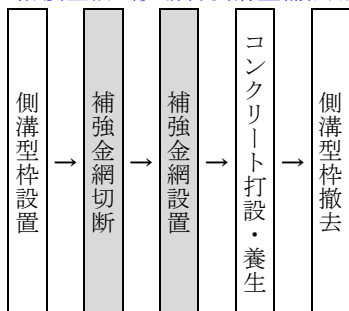 側溝型枠設置
→
補強金網切断
→
補強金網設置
→
コンクリート打設・養生
→
側溝型枠撤去